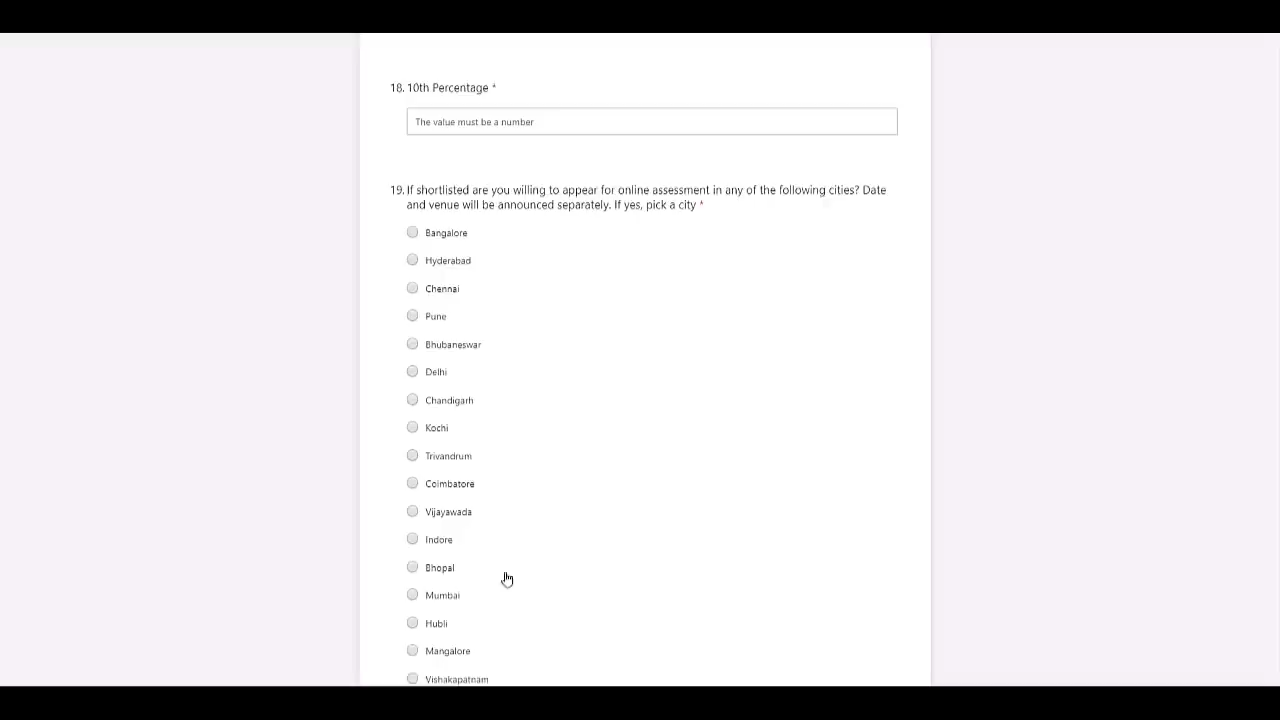 18. 10th Percentage *
The value must be a number
19. If shortlisted are you willing to appear for online assessment in any of the following cities? Date
and venue will be announced separately. If yes, pick a city *
Bangalore
Hyderabad
Chennai
Pune
Bhubaneswar
Delhi
Chandigarh
Kochi
Trivandrum
Coimbatore
Vijayawada
Indore
Bhopal
Mumbai
Hubli
Mangalore
Vishakapatnam